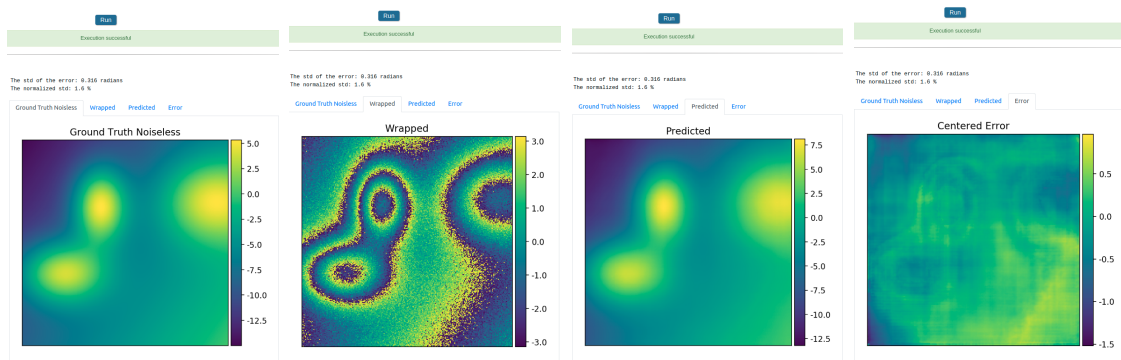 Run
Execution successful
The std of the error: 0.316 radians
The normalized std: 1.6 %
Ground Truth Noiseless Wrapped Predicted Error
Ground Truth Noiseless
5.0
2.5
0.0
-2.5
-5.0
-7.5
-10.0
-12.5
Run
Execution successful
The std of the error: 0.316 radians
The normalized std: 1.6 %
Ground Truth Noiseless Wrapped Predicted Error
Wrapped
3.0
2.0
1.0
0.0
-1.0
-2.0
-3.0
Run
Execution successful
The std of the error: 0.316 radians
The normalized std: 1.6 %
Ground Truth Noiseless Wrapped Predicted Error
Predicted
7.5
5.0
2.5
0.0
-2.5
-5.0
-7.5
-10.0
-12.5
Run
Execution successful
The std of the error: 0.316 radians
The normalized std: 1.6 %
Ground Truth Noiseless Wrapped Predicted Error
Centered Error
0.5
0.0
-0.5
-1.0
-1.5